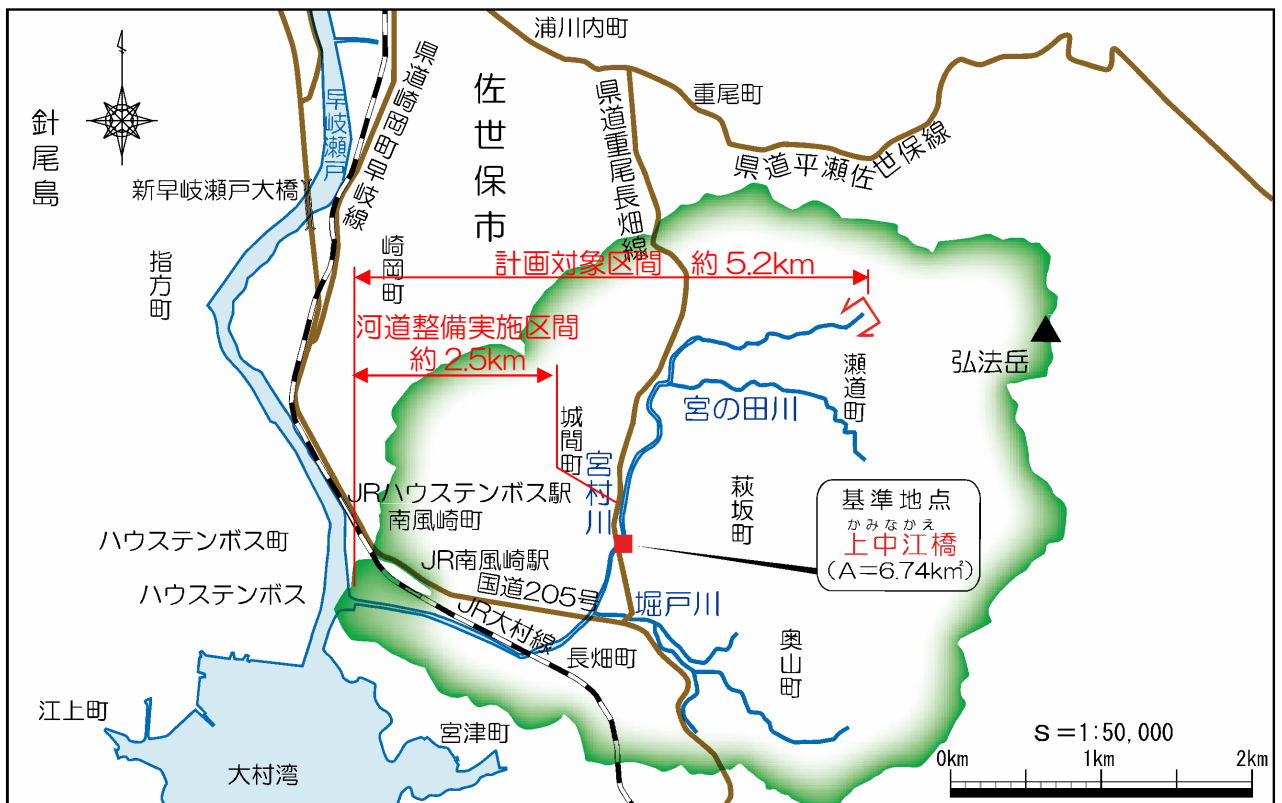 浦川内町
佐世保市
県道崎岡町早岐線
早岐瀬戸
針尾島
新早岐瀬戸大橋
重尾町
県道重尾長畑線
県道平瀬佐世保線
指方町
崎岡町
計画対象区間 約5.2km
河道整備実施区間
約2.5km
瀬道町
弘法岳
宮の田川
城間町
宮村川
萩坂町
JRハウステンボス駅
南風崎町
基準地点
かみなかえ
上中江橋
(A=6.74km²)
ハウステンボス町
JR南風崎駅
ハウステンボス
国道205号
堀戸川
JR大村線
長畑町
奥山町
江上町
宮津町
大村湾
S=1:50,000
0km 1km 2km